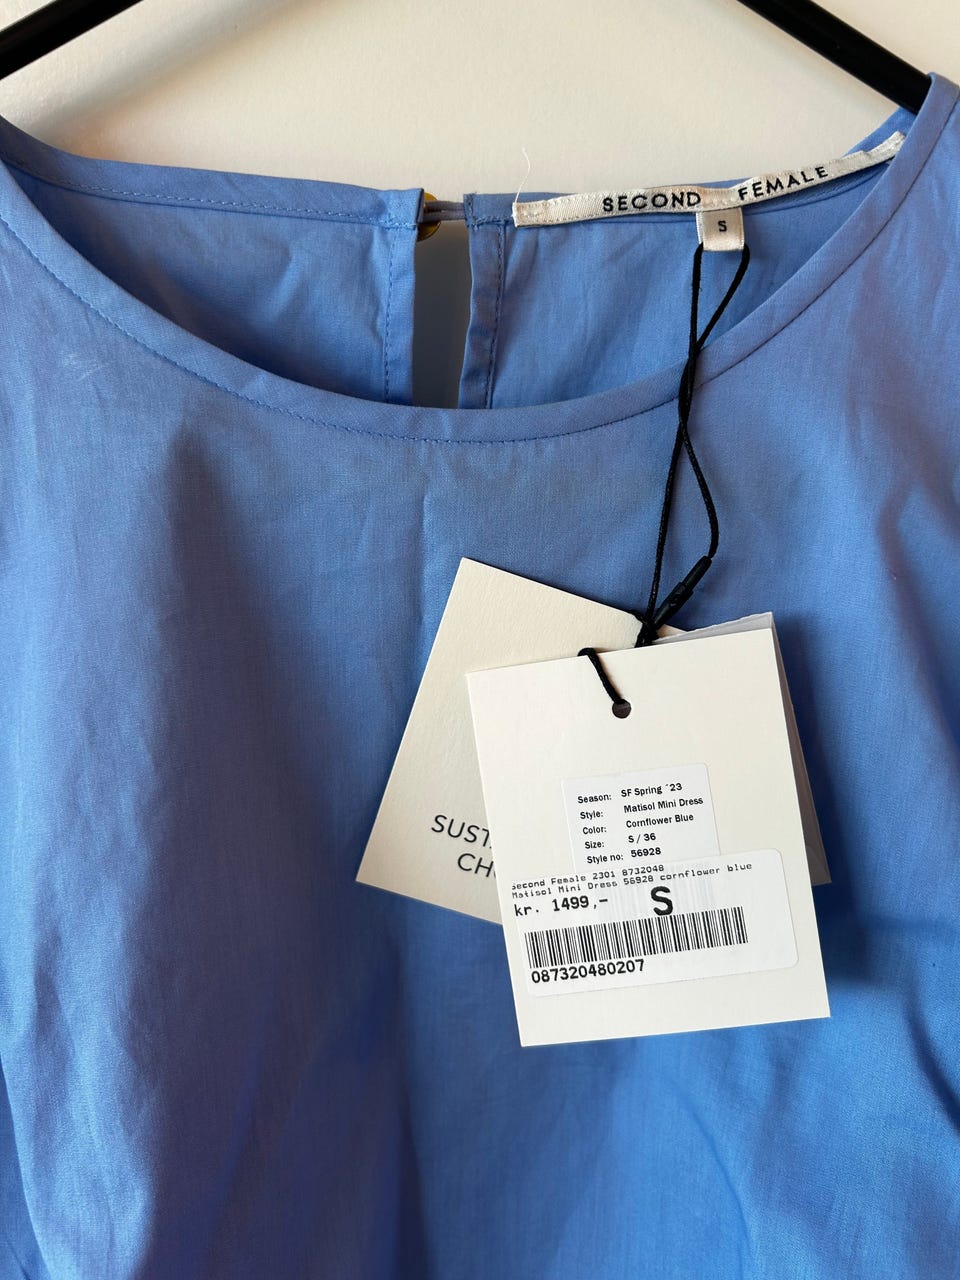 SECOND FEMALE
S
SUST
CH
Season: SF Spring ´23
Style: Matisol Mini Dress
Color: Cornflower Blue
Size: S / 36
Style no: 56928
Second Female 2301 8732048
Matisol Mini Dress 56928 cornflower blue
kr. 1499,- S
087320480207